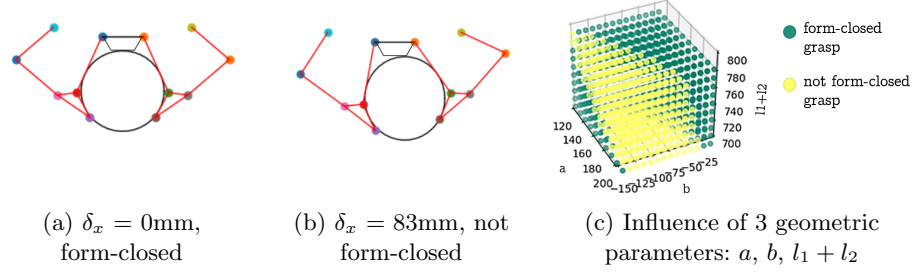 form-closed
grasp
not form-closed
grasp
800
780
760
740
720
700
l1+l2
120
140
160
180
200
a
−150
−125
−100
−75
−50
−25
b
(a) δx = 0mm,
form-closed
(b) δx = 83mm, not
form-closed
(c) Influence of 3 geometric
parameters: a, b, l1 + l2